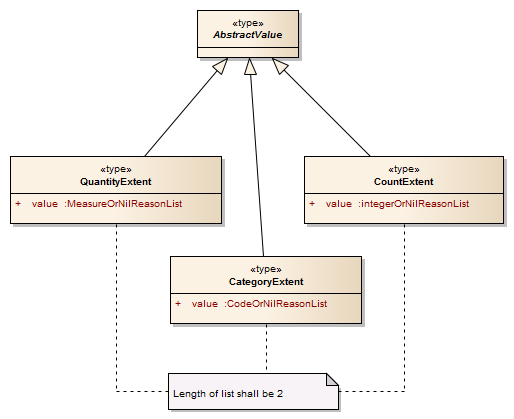 «type»
AbstractValue
«type»
QuantityExtent
+ value :MeasureOrNilReasonList
«type»
CountExtent
+ value :integerOrNilReasonList
«type»
CategoryExtent
+ value :CodeOrNilReasonList
Length of list shall be 2